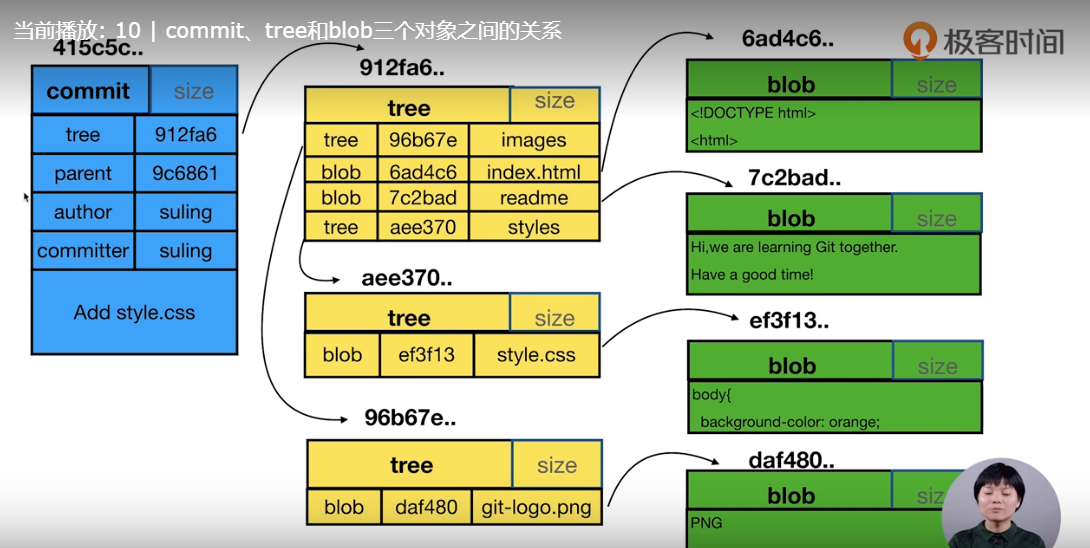 当前播放: 10 | commit、tree和blob三个对象之间的关系
极客时间
415c5c..
commit size
tree 912fa6
parent 9c6861
author suling
committer suling
Add style.css
912fa6..
tree size
tree 96b67e images
blob 6ad4c6 index.html
blob 7c2bad readme
tree aee370 styles
aee370..
tree size
blob ef3f13 style.css
96b67e..
tree size
blob daf480 git-logo.png
6ad4c6..
blob size
<!DOCTYPE html>
<html>
7c2bad..
blob size
Hi,we are learning Git together.
Have a good time!
ef3f13..
blob size
body{
background-color: orange;
daf480..
blob
PNG